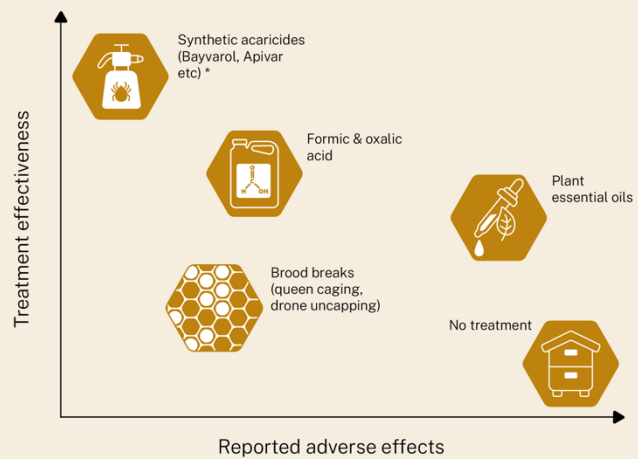 Synthetic acaricides
(Bayvarol, Apivar
etc) *
Formic & oxalic
acid
O
C
H
OH
Plant
essential oils
Brood breaks
(queen caging,
drone uncapping)
No treatment
Treatment effectiveness
Reported adverse effects